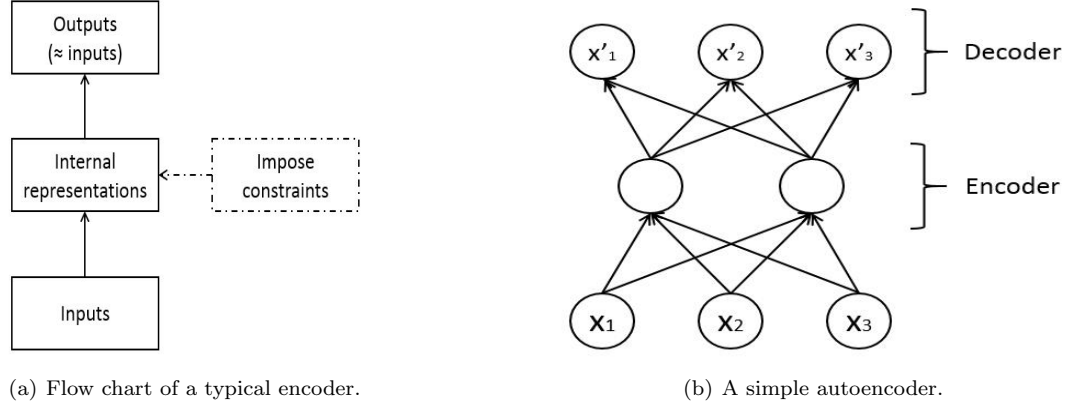 Outputs
(≈ inputs)
Internal
representations
Impose
constraints
Inputs
(a) Flow chart of a typical encoder.
x'₁ x'₂ x'₃
Decoder
Encoder
x₁ x₂ x₃
(b) A simple autoencoder.